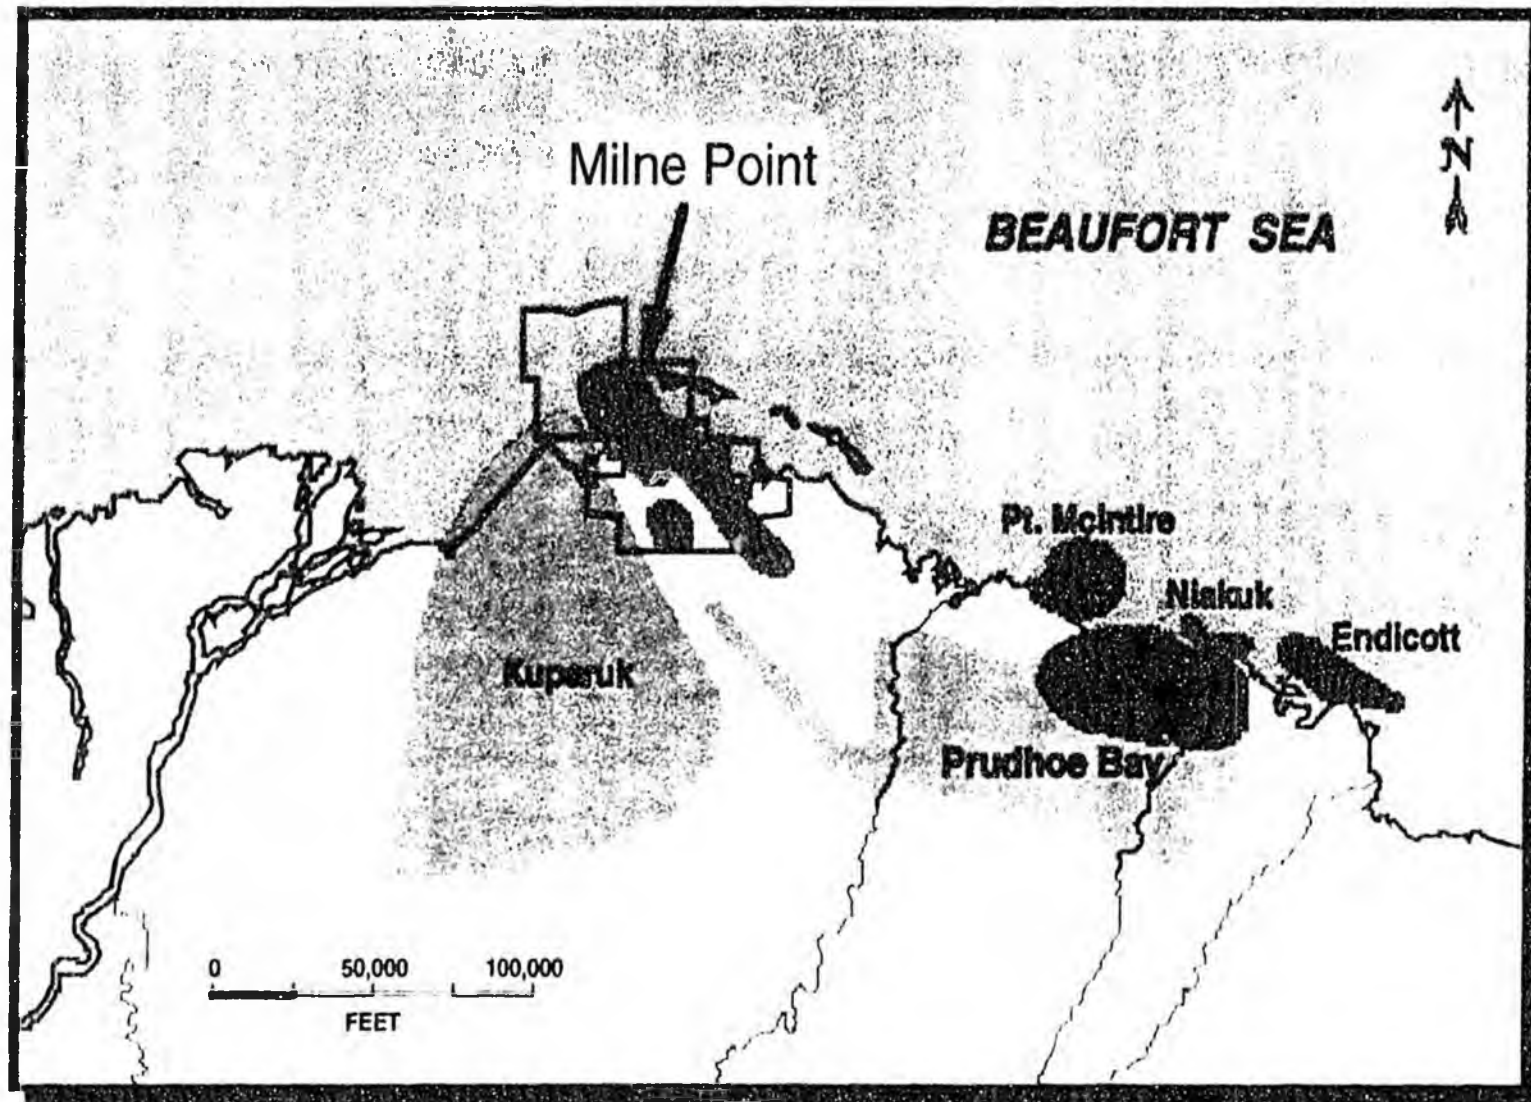 Milne Point
N
BEAUFORT SEA
Pt. McIntire
Niakuk
Endicott
Kuparuk
Prudhoe Bay
0 50,000 100,000
FEET